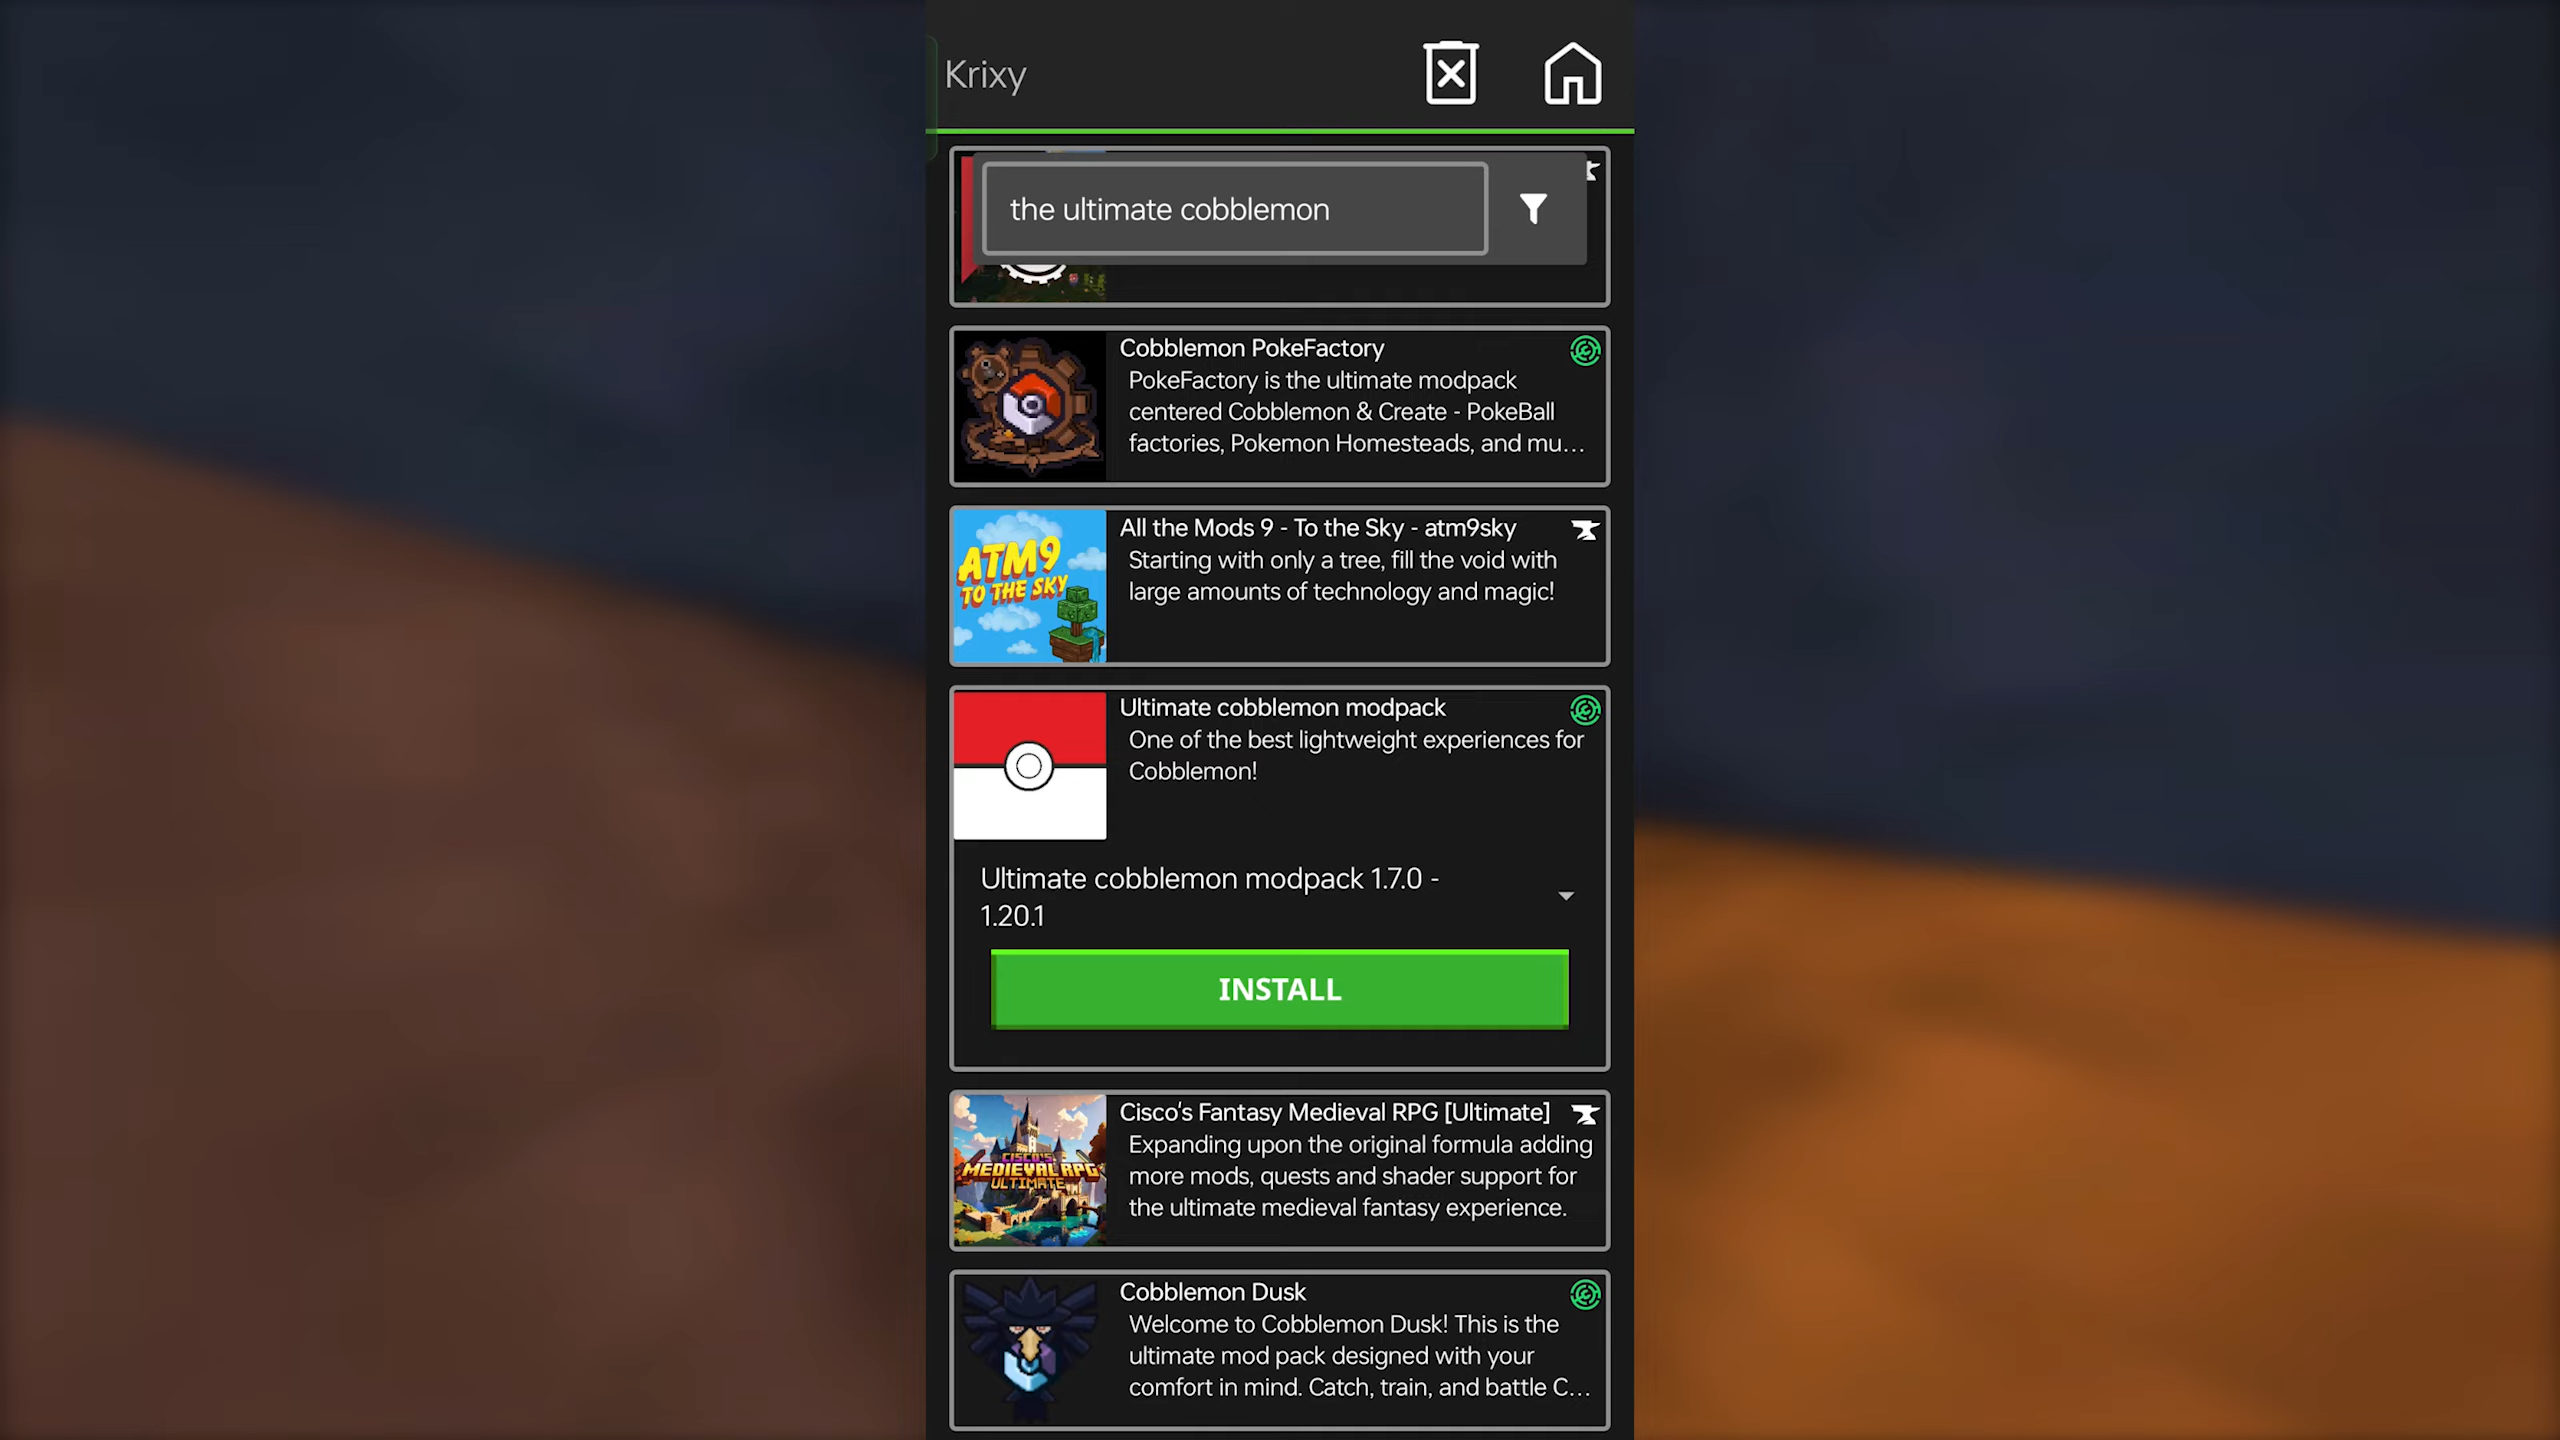 Krixy
the ultimate cobblemon
Cobblemon PokeFactory
PokeFactory is the ultimate modpack
centered Cobblemon & Create - PokeBall
factories, Pokemon Homesteads, and mu...
ATM9
TO THE SKY
All the Mods 9 - To the Sky - atm9sky
Starting with only a tree, fill the void with
large amounts of technology and magic!
Ultimate cobblemon modpack
One of the best lightweight experiences for
Cobblemon!
Ultimate cobblemon modpack 1.7.0 -
1.20.1
INSTALL
CISCO'S
MEDIEVAL RPG
ULTIMATE
Cisco's Fantasy Medieval RPG [Ultimate]
Expanding upon the original formula adding
more mods, quests and shader support for
the ultimate medieval fantasy experience.
Cobblemon Dusk
Welcome to Cobblemon Dusk! This is the
ultimate mod pack designed with your
comfort in mind. Catch, train, and battle C...